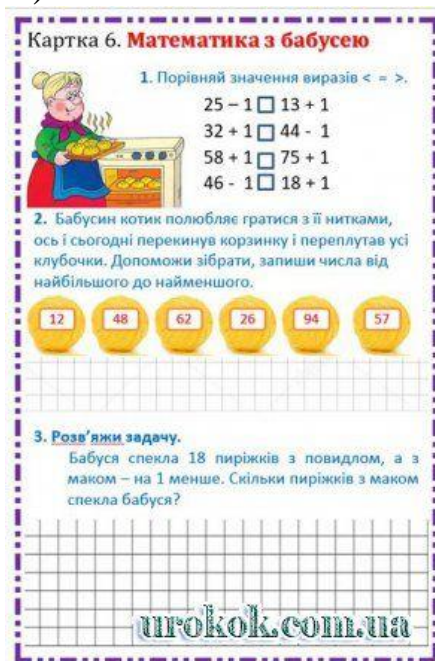 Картка 6. Математика з бабусею
1. Порівняй значення виразів < = >.
25 – 1 □ 13 + 1
32 + 1 □ 44 - 1
58 + 1 □ 75 + 1
46 - 1 □ 18 + 1
2. Бабусин котик полюбляє гратися з її нитками,
ось і сьогодні перекинув корзинку і переплутав усі
клубочки. Допоможи зібрати, запиши числа від
найбільшого до найменшого.
12 48 62 26 94 57
3. Розв'яжи задачу.
Бабуся спекла 18 пиріжків з повидлом, а з
маком – на 1 менше. Скільки пиріжків з маком
спекла бабуся?
urokok.com.ua